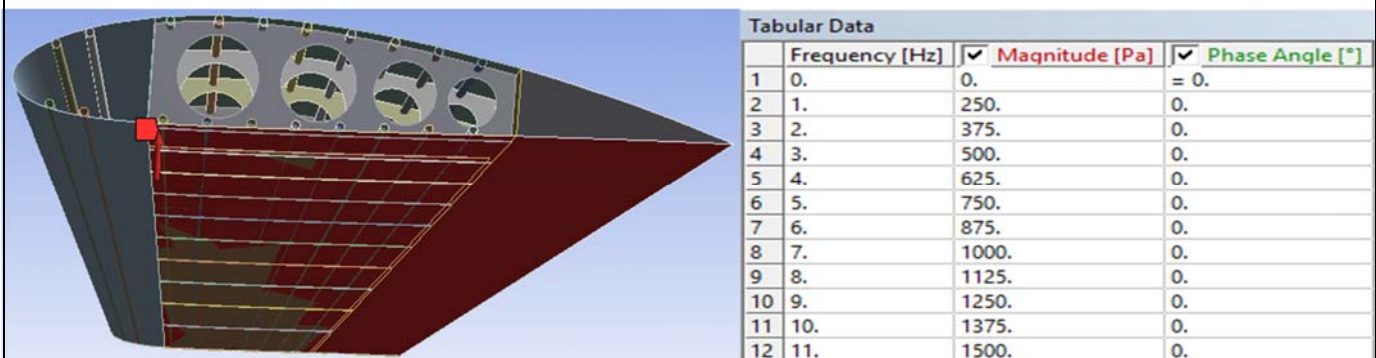 Tabular Data
Frequency [Hz] Magnitude [Pa] Phase Angle [°]
1 0. 0. = 0.
2 1. 250. 0.
3 2. 375. 0.
4 3. 500. 0.
5 4. 625. 0.
6 5. 750. 0.
7 6. 875. 0.
8 7. 1000. 0.
9 8. 1125. 0.
10 9. 1250. 0.
11 10. 1375. 0.
12 11. 1500. 0.